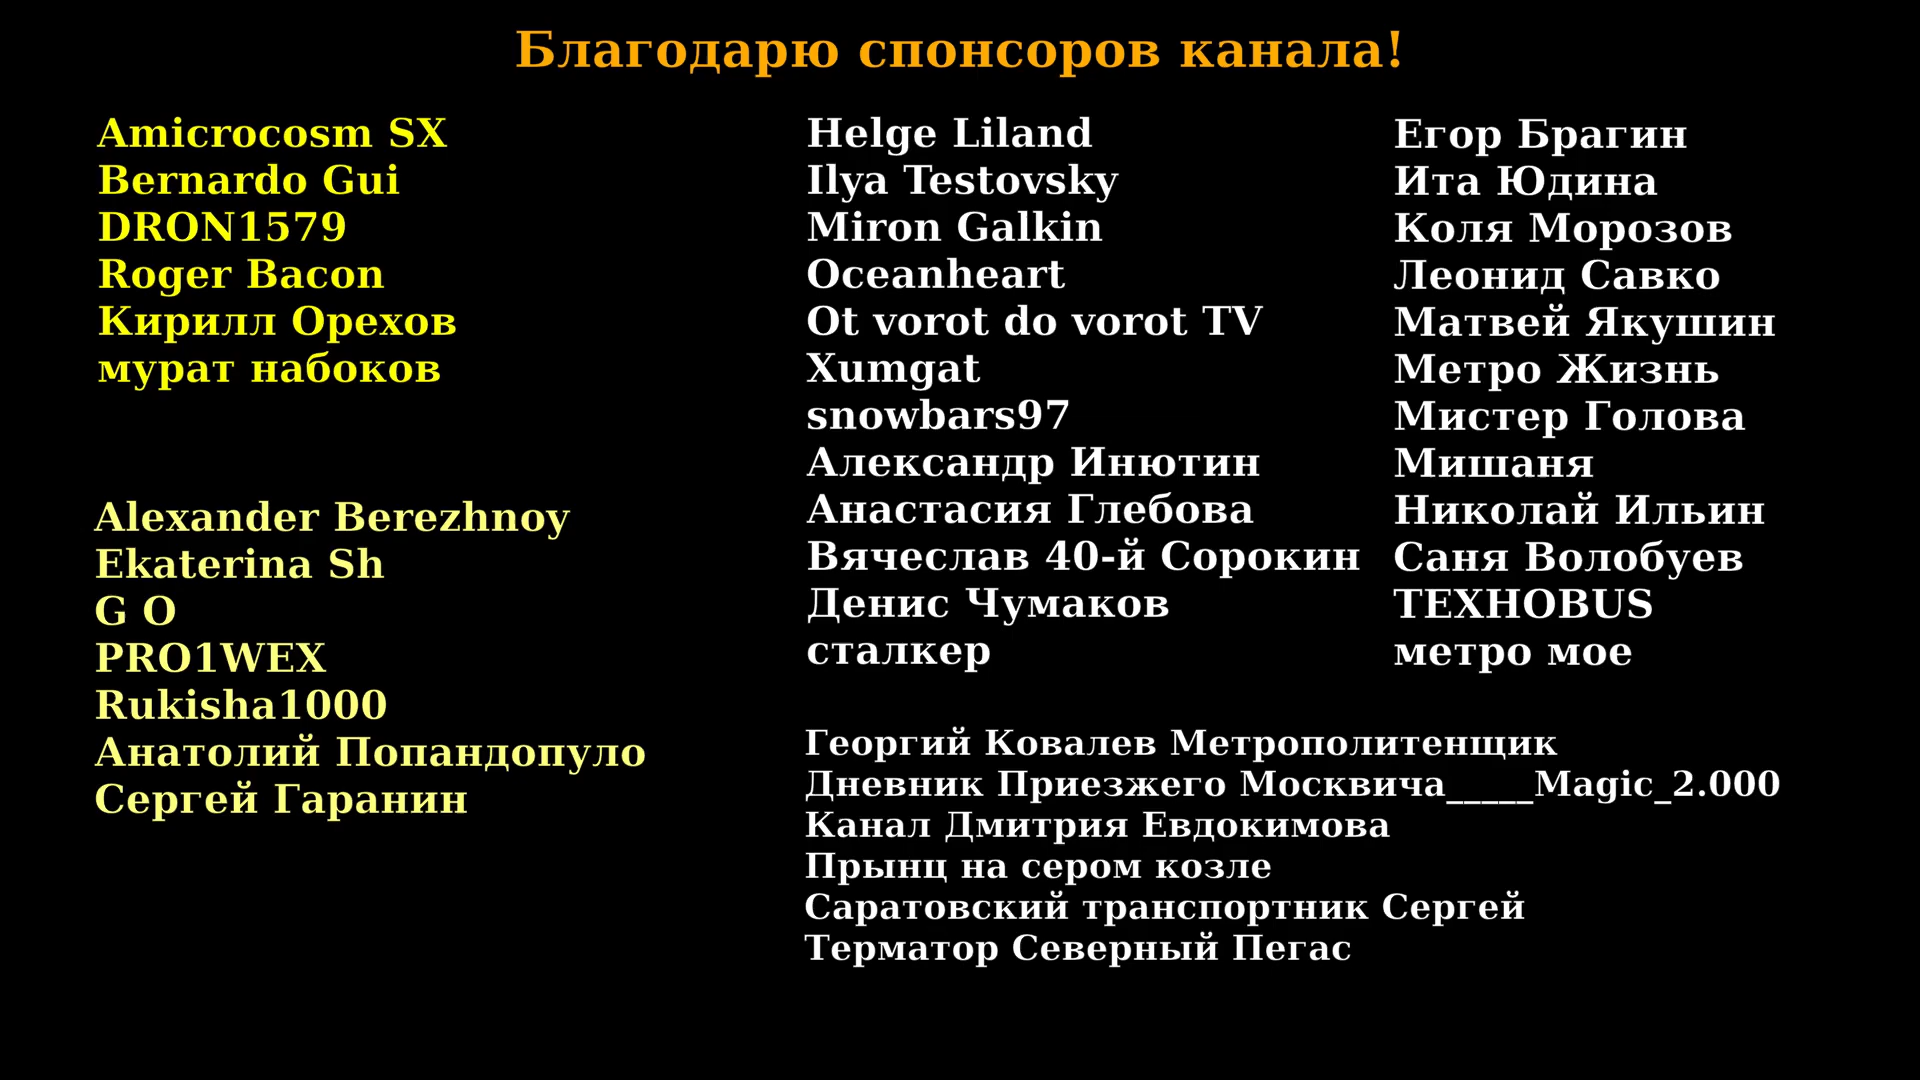 Благодарю спонсоров канала!
Amicrocosm SX
Bernardo Gui
DRON1579
Roger Bacon
Кирилл Орехов
мурат набоков
Alexander Berezhnoy
Ekaterina Sh
G O
PRO1WEX
Rukisha1000
Анатолий Попандопуло
Сергей Гаранин
Helge Liland
Ilya Testovsky
Miron Galkin
Oceanheart
Ot vorot do vorot TV
Xumgat
snowbars97
Александр Инютин
Анастасия Глебова
Вячеслав 40-й Сорокин
Денис Чумаков
сталкер
Егор Брагин
Ита Юдина
Коля Морозов
Леонид Савко
Матвей Якушин
Метро Жизнь
Мистер Голова
Мишаня
Николай Ильин
Саня Волобуев
ТЕХНОBUS
метро мое
Георгий Ковалев Метрополитенщик
Дневник Приезжего Москвича_____Magic_2.000
Канал Дмитрия Евдокимова
Прынц на сером козле
Саратовский транспортник Сергей
Терматор Северный Пегас